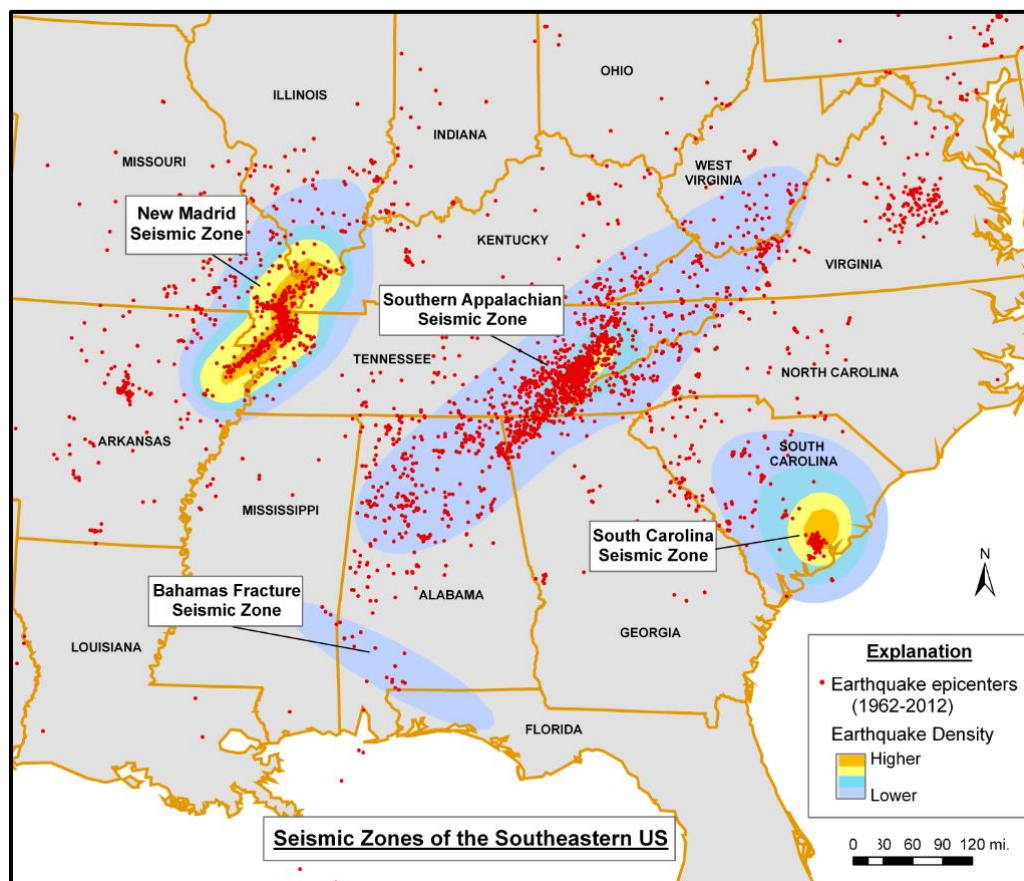 OHIO
ILLINOIS
INDIANA
MISSOURI
WEST
VIRGINIA
New Madrid
Seismic Zone
KENTUCKY
VIRGINIA
Southern Appalachian
Seismic Zone
TENNESSEE
NORTH CAROLINA
ARKANSAS
SOUTH
CAROLINA
MISSISSIPPI
South Carolina
Seismic Zone
N
Bahamas Fracture
Seismic Zone
ALABAMA
GEORGIA
LOUISIANA
Explanation
Earthquake epicenters
(1962-2012)
Earthquake Density
Higher
Lower
FLORIDA
Seismic Zones of the Southeastern US
0 30 60 90 120 mi.